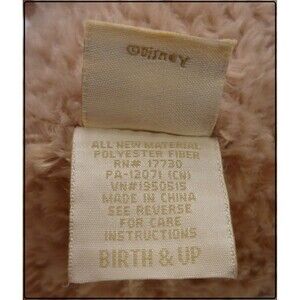 ©Disney
ALL NEW MATERIAL
POLYESTER FIBER
RN# 17730
PA-12071 (CN)
VN#1950515
MADE IN CHINA
SEE REVERSE
FOR CARE
INSTRUCTIONS
BIRTH & UP